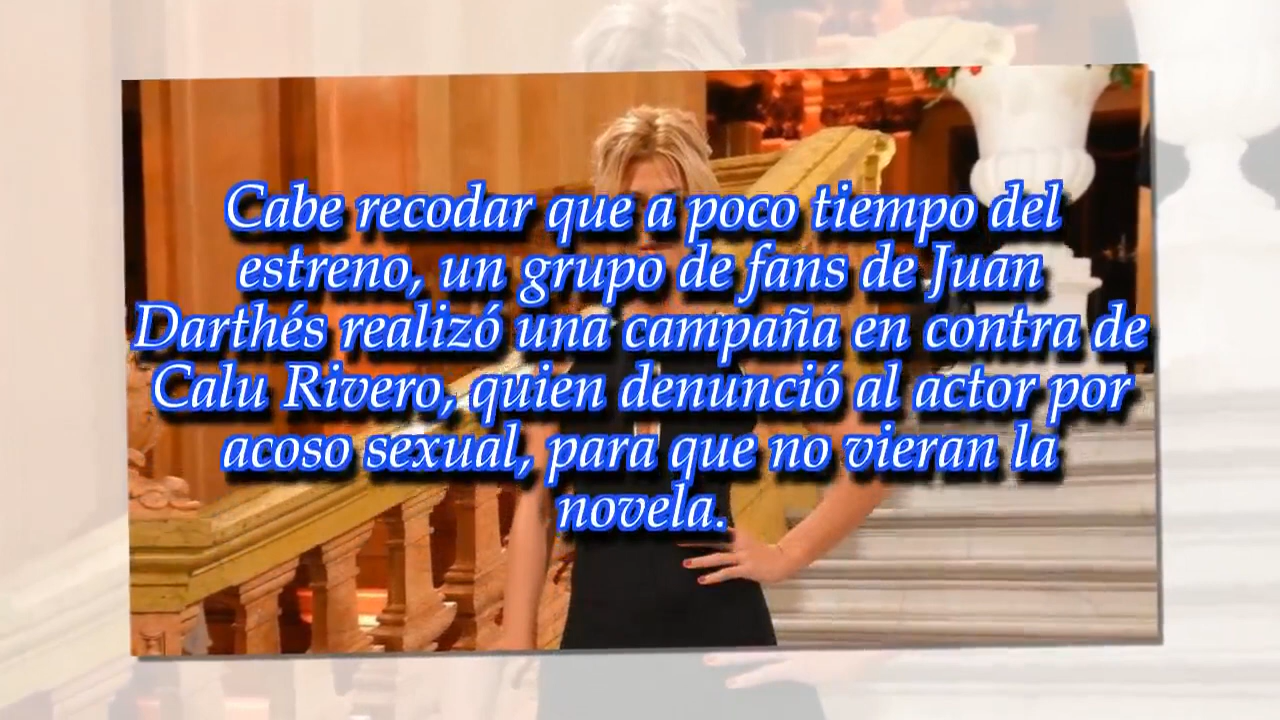 Cabe recodar que a poco tiempo del
estreno, un grupo de fans de Juan
Darthés realizó una campaña en contra de
Calu Rivero, quien denunció al actor por
acoso sexual, para que no vieran la
novela.